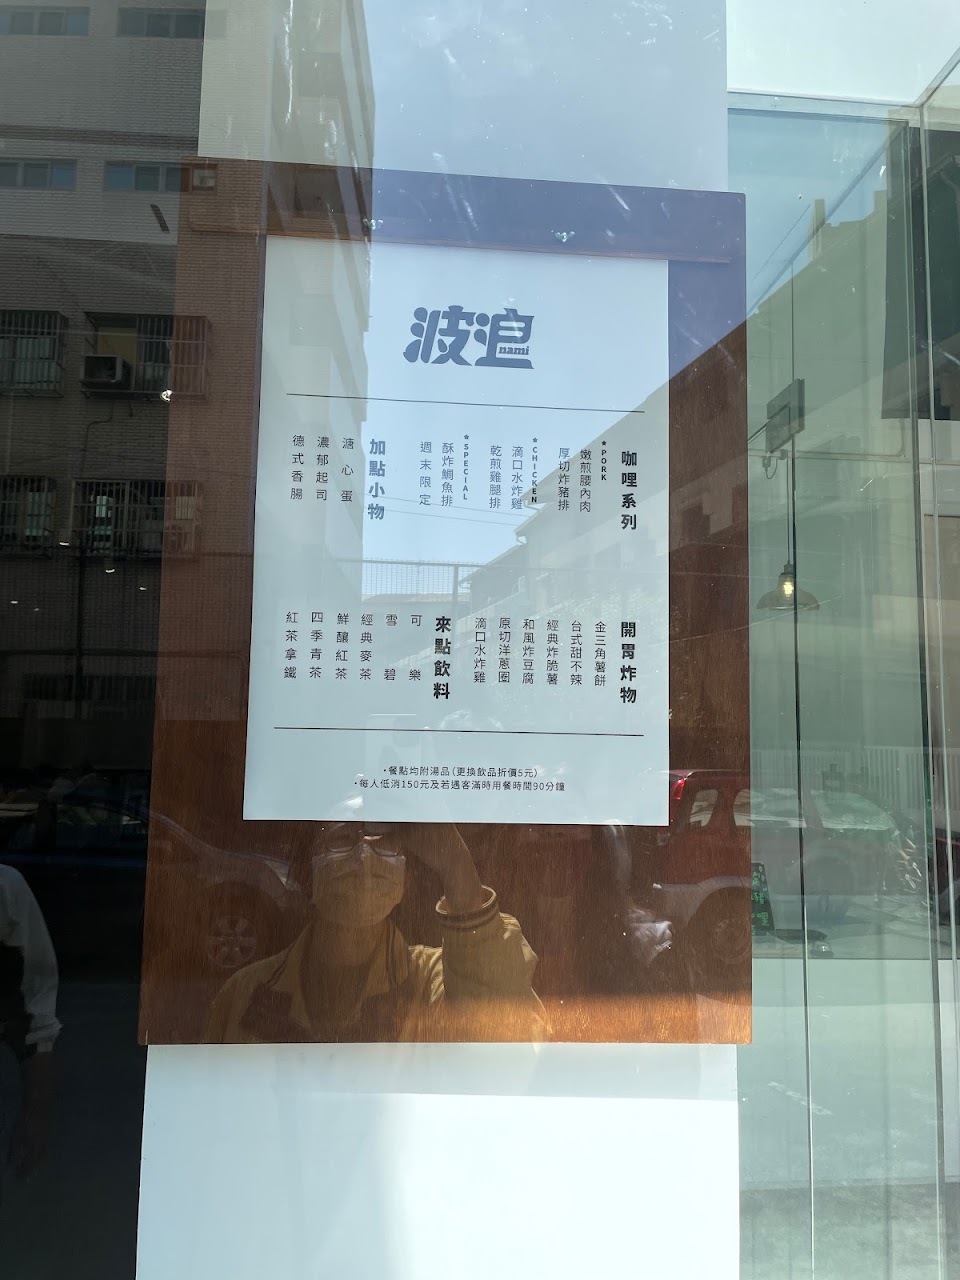 波浪
nami
咖哩系列
*PORK
嫩煎腰內肉
厚切炸豬排
*CHICKEN
滴口水炸雞
乾煎雞腿排
*SPECIAL
酥炸鯛魚排
週末限定
加點小物
溏心蛋
濃郁起司
德式香腸
開胃炸物
金三角薯餅
台式甜不辣
經典炸脆薯
和風炸豆腐
原切洋蔥圈
滴口水炸雞
來點飲料
可樂
雪碧
經典麥茶
鮮釀紅茶
四季青茶
紅茶拿鐵
•餐點均附湯品(更換飲品折價5元)
•每人低消150元及若遇客滿時用餐時間90分鐘